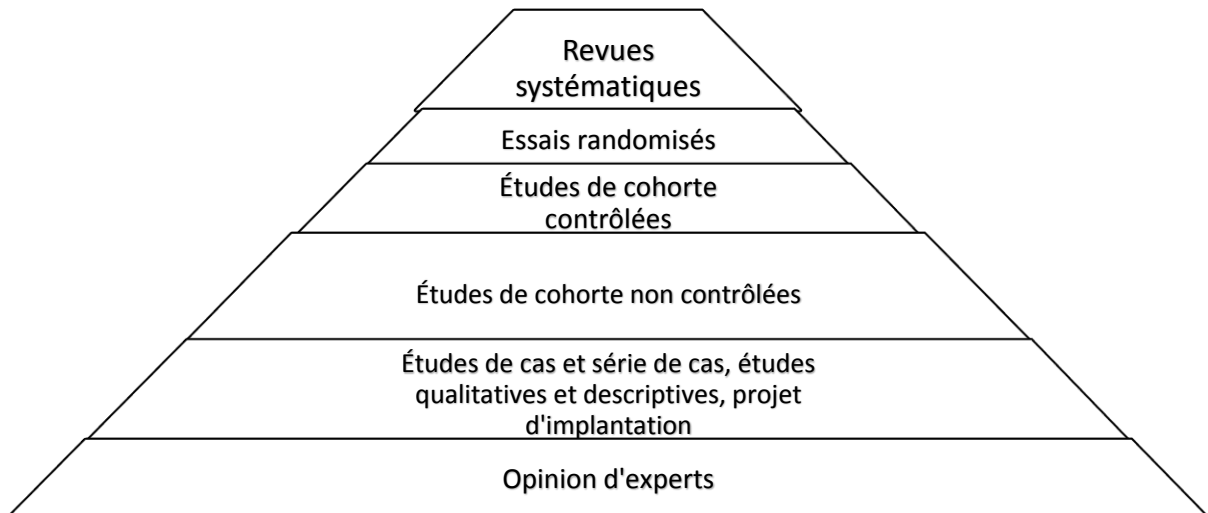 Revues
systématiques
Essais randomisés
Études de cohorte
contrôlées
Études de cohorte non contrôlées
Études de cas et série de cas, études
qualitatives et descriptives, projet
d'implantation
Opinion d'experts